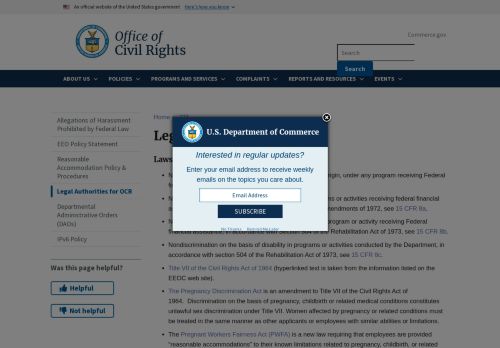 An official website of the United States government Here's how you know
Office of
Civil Rights
Commerce.gov
Search
Search
ABOUT US
POLICIES
PROGRAMS AND SERVICES
COMPLAINTS
REPORTS AND RESOURCES
EVENTS
Allegations of Harassment
Prohibited by Federal Law
EEO Policy Statement
Reasonable
Accommodation Policy &
Procedures
Legal Authorities for OCR
Departmental
Administrative Orders
(DAOs)
IPv6 Policy
Was this page helpful?
Helpful
Not helpful
Home
Laws
U.S. Department of Commerce
Interested in regular updates?
Enter your email address to receive weekly
emails on the topics you care about.
Email Address
SUBSCRIBE
No Thanks
Remind Me Later
origin, under any program receiving Federal
programs or activities receiving federal financial
Amendments of 1972, see 15 CFR 8a.
program or activity receiving Federal
financial assistance, in accordance with section 504 of the Rehabilitation Act of 1973, see 15 CFR 8b.
Nondiscrimination on the basis of disability in programs or activities conducted by the Department, in
accordance with section 504 of the Rehabilitation Act of 1973, see 15 CFR 8c.
Title VII of the Civil Rights Act of 1964 (hyperlinked text is taken from the information listed on the
EEOC web site).
The Pregnancy Discrimination Act is an amendment to Title VII of the Civil Rights Act of
1964. Discrimination on the basis of pregnancy, childbirth or related medical conditions constitutes
unlawful sex discrimination under Title VII. Women affected by pregnancy or related conditions must
be treated in the same manner as other applicants or employees with similar abilities or limitations.
The Pregnant Workers Fairness Act (PWFA) is a new law requiring that employees are provided
"reasonable accommodations" to their known limitations related to pregnancy, childbirth, or related